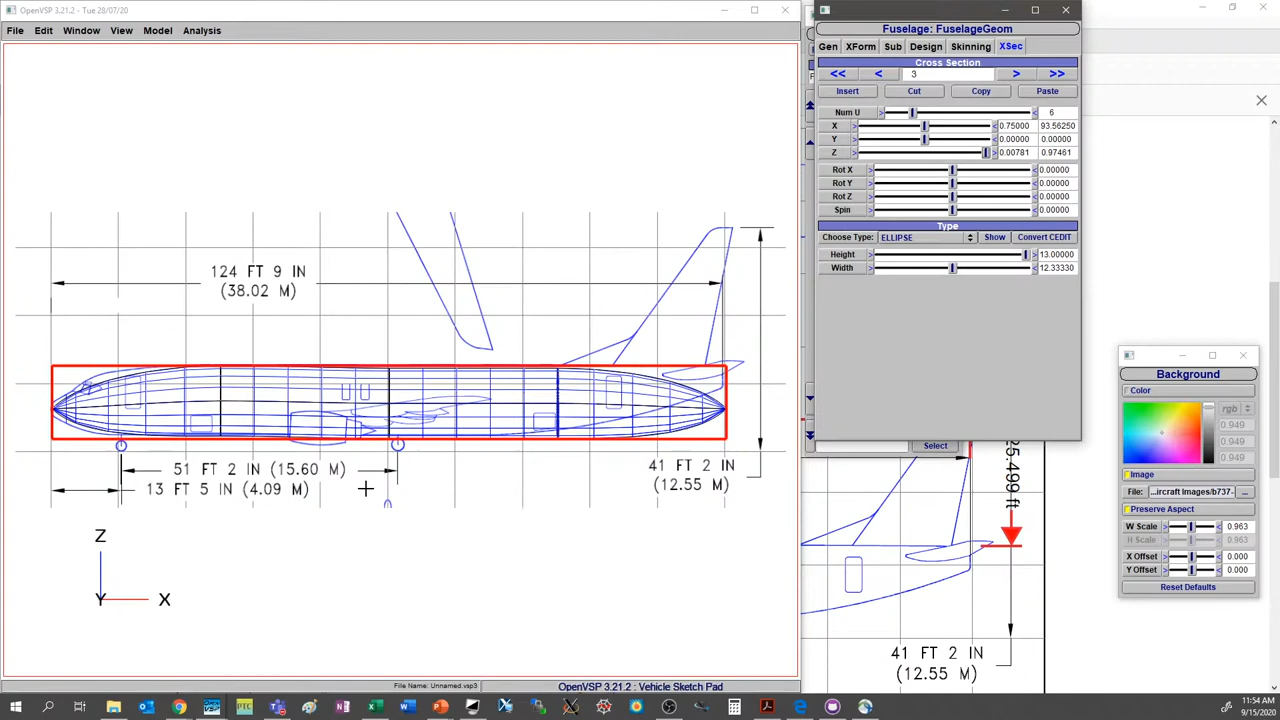 OpenVSP 3.21.2 - Tue 28/07/20
File Edit Window View Model Analysis
124 FT 9 IN
(38.02 M)
51 FT 2 IN (15.60 M)
13 FT 5 IN (4.09 M)
41 FT 2 IN
(12.55 M)
Z
Y X
File Name: Unnamed.vsp3
OpenVSP 3.21.2 : Vehicle Sketch Pad
Fuselage: FuselageGeom
Gen XForm Sub Design Skinning XSec
Cross Section
<< < 3 > >>
Insert Cut Copy Paste
Num U > < 6
X > < 0.75000 93.56250
Y > < 0.00000 0.00000
Z > > 0.00781 0.97461
Rot X > < 0.00000
Rot Y > < 0.00000
Rot Z > < 0.00000
Spin > < 0.00000
Type
Choose Type: ELLIPSE Show Convert CEDIT
Height > > 13.00000
Width > < 12.33330
Select
5.499 ft
41 FT 2 IN
(12.55 M)
Background
Color
rgb
0.949
0.949
0.949
Image
File: ircraft Images/b737- ...
Preserve Aspect
W Scale > < 0.963
H Scale > < 0.963
X Offset > < 0.000
Y Offset > < 0.000
Reset Defaults
11:54 AM
9/15/2020